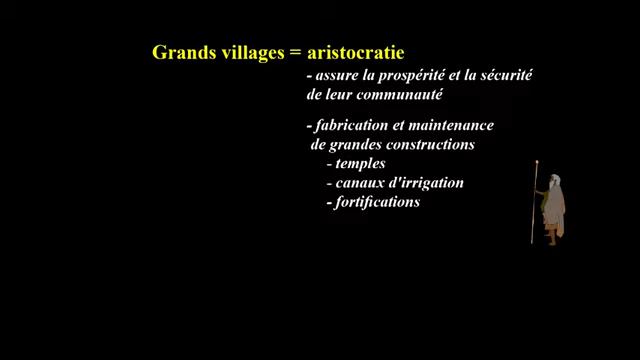 Grands villages = aristocratie
- assure la prospérité et la sécurité
de leur communauté
- fabrication et maintenance
de grandes constructions
- temples
- canaux d'irrigation
- fortifications